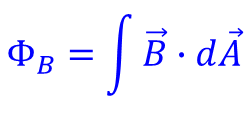 Φ_B = ∫ B⃗ · dA⃗